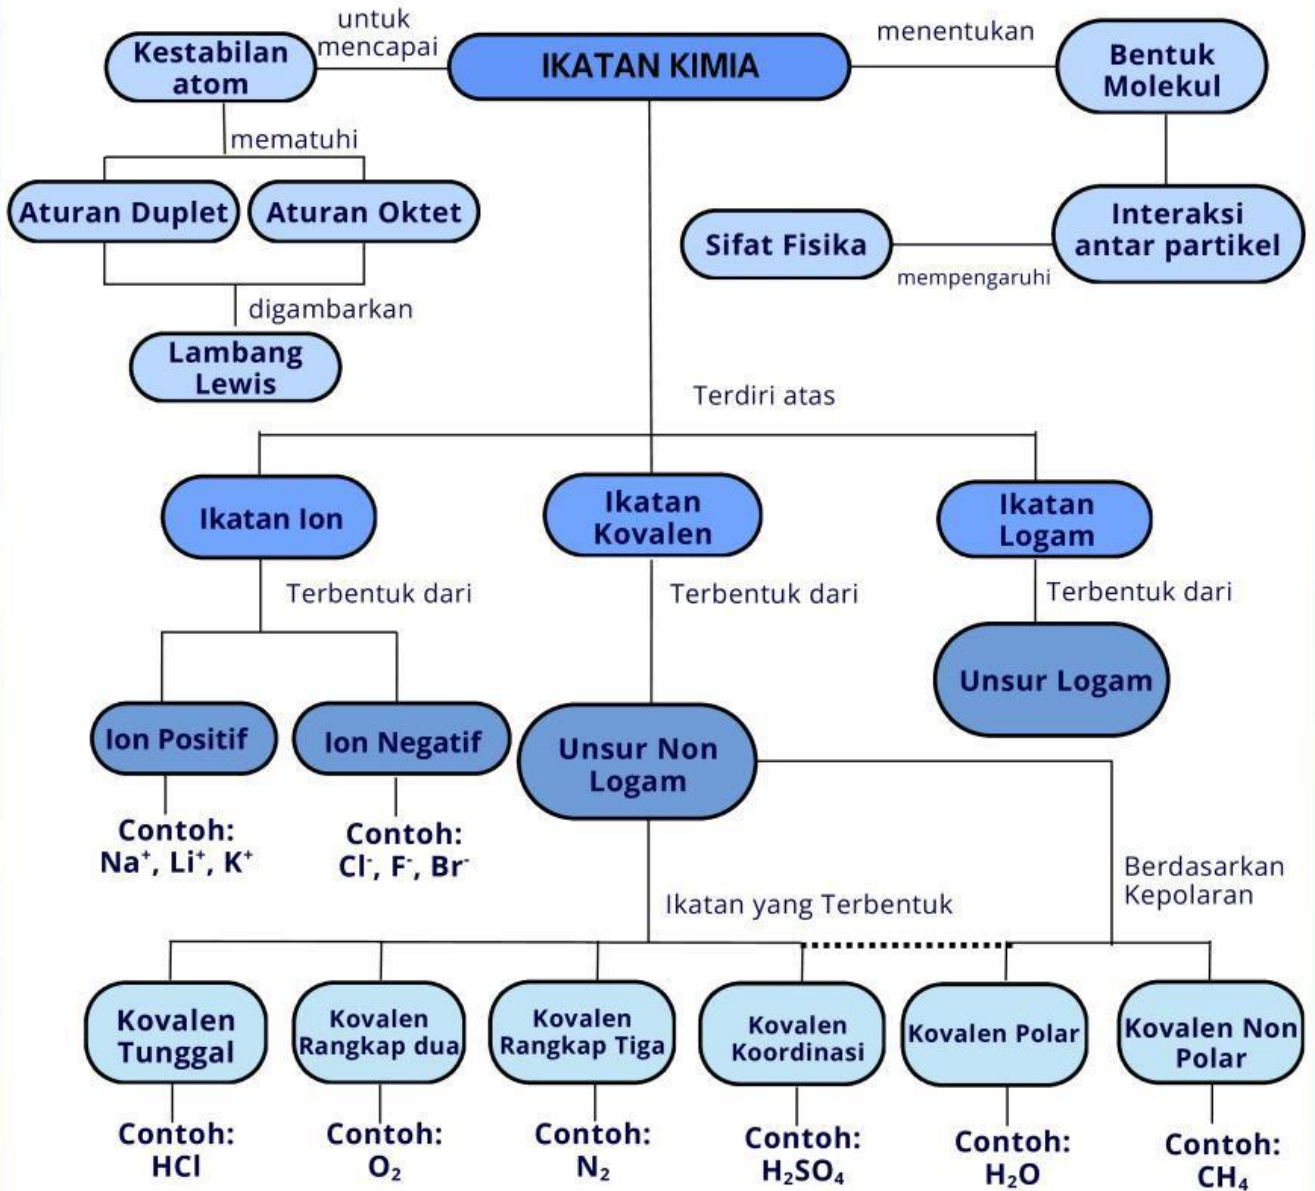 untuk
mencapai
Kestabilan
atom
IKATAN KIMIA
menentukan
Bentuk
Molekul
mematuhi
Aturan Duplet
Aturan Oktet
Interaksi
antar partikel
Sifat Fisika
mempengaruhi
digambarkan
Lambang
Lewis
Terdiri atas
Ikatan Ion
Ikatan
Kovalen
Ikatan
Logam
Terbentuk dari
Terbentuk dari
Terbentuk dari
Unsur Logam
Ion Positif
Ion Negatif
Unsur Non
Logam
Contoh:
Na⁺, Li⁺, K⁺
Contoh:
Cl⁻, F⁻, Br⁻
Berdasarkan
Kepolaran
Ikatan yang Terbentuk
Kovalen
Tunggal
Kovalen
Rangkap dua
Kovalen
Rangkap Tiga
Kovalen
Koordinasi
Kovalen Polar
Kovalen Non
Polar
Contoh:
HCl
Contoh:
O₂
Contoh:
N₂
Contoh:
H₂SO₄
Contoh:
H₂O
Contoh:
CH₄